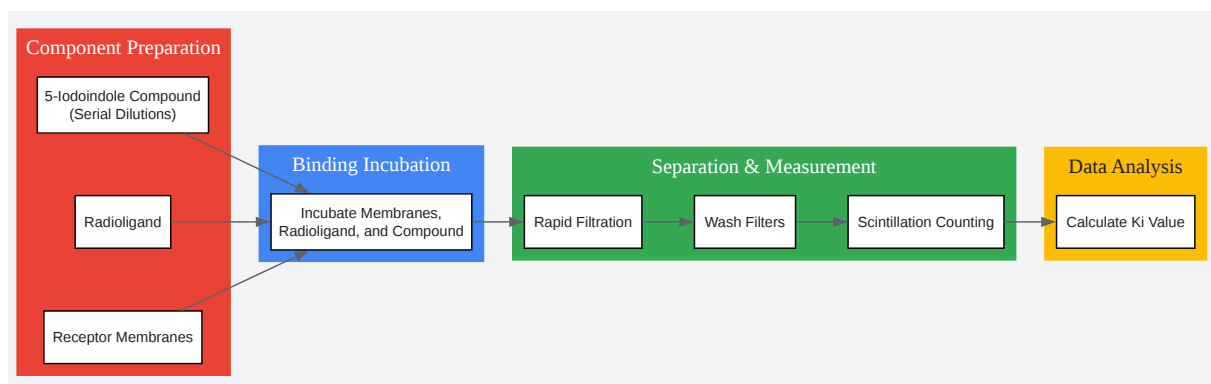 Component Preparation
5-Iodoindole Compound
(Serial Dilutions)
Radioligand
Receptor Membranes
Binding Incubation
Incubate Membranes,
Radioligand, and Compound
Separation & Measurement
Rapid Filtration
Wash Filters
Scintillation Counting
Data Analysis
Calculate Ki Value